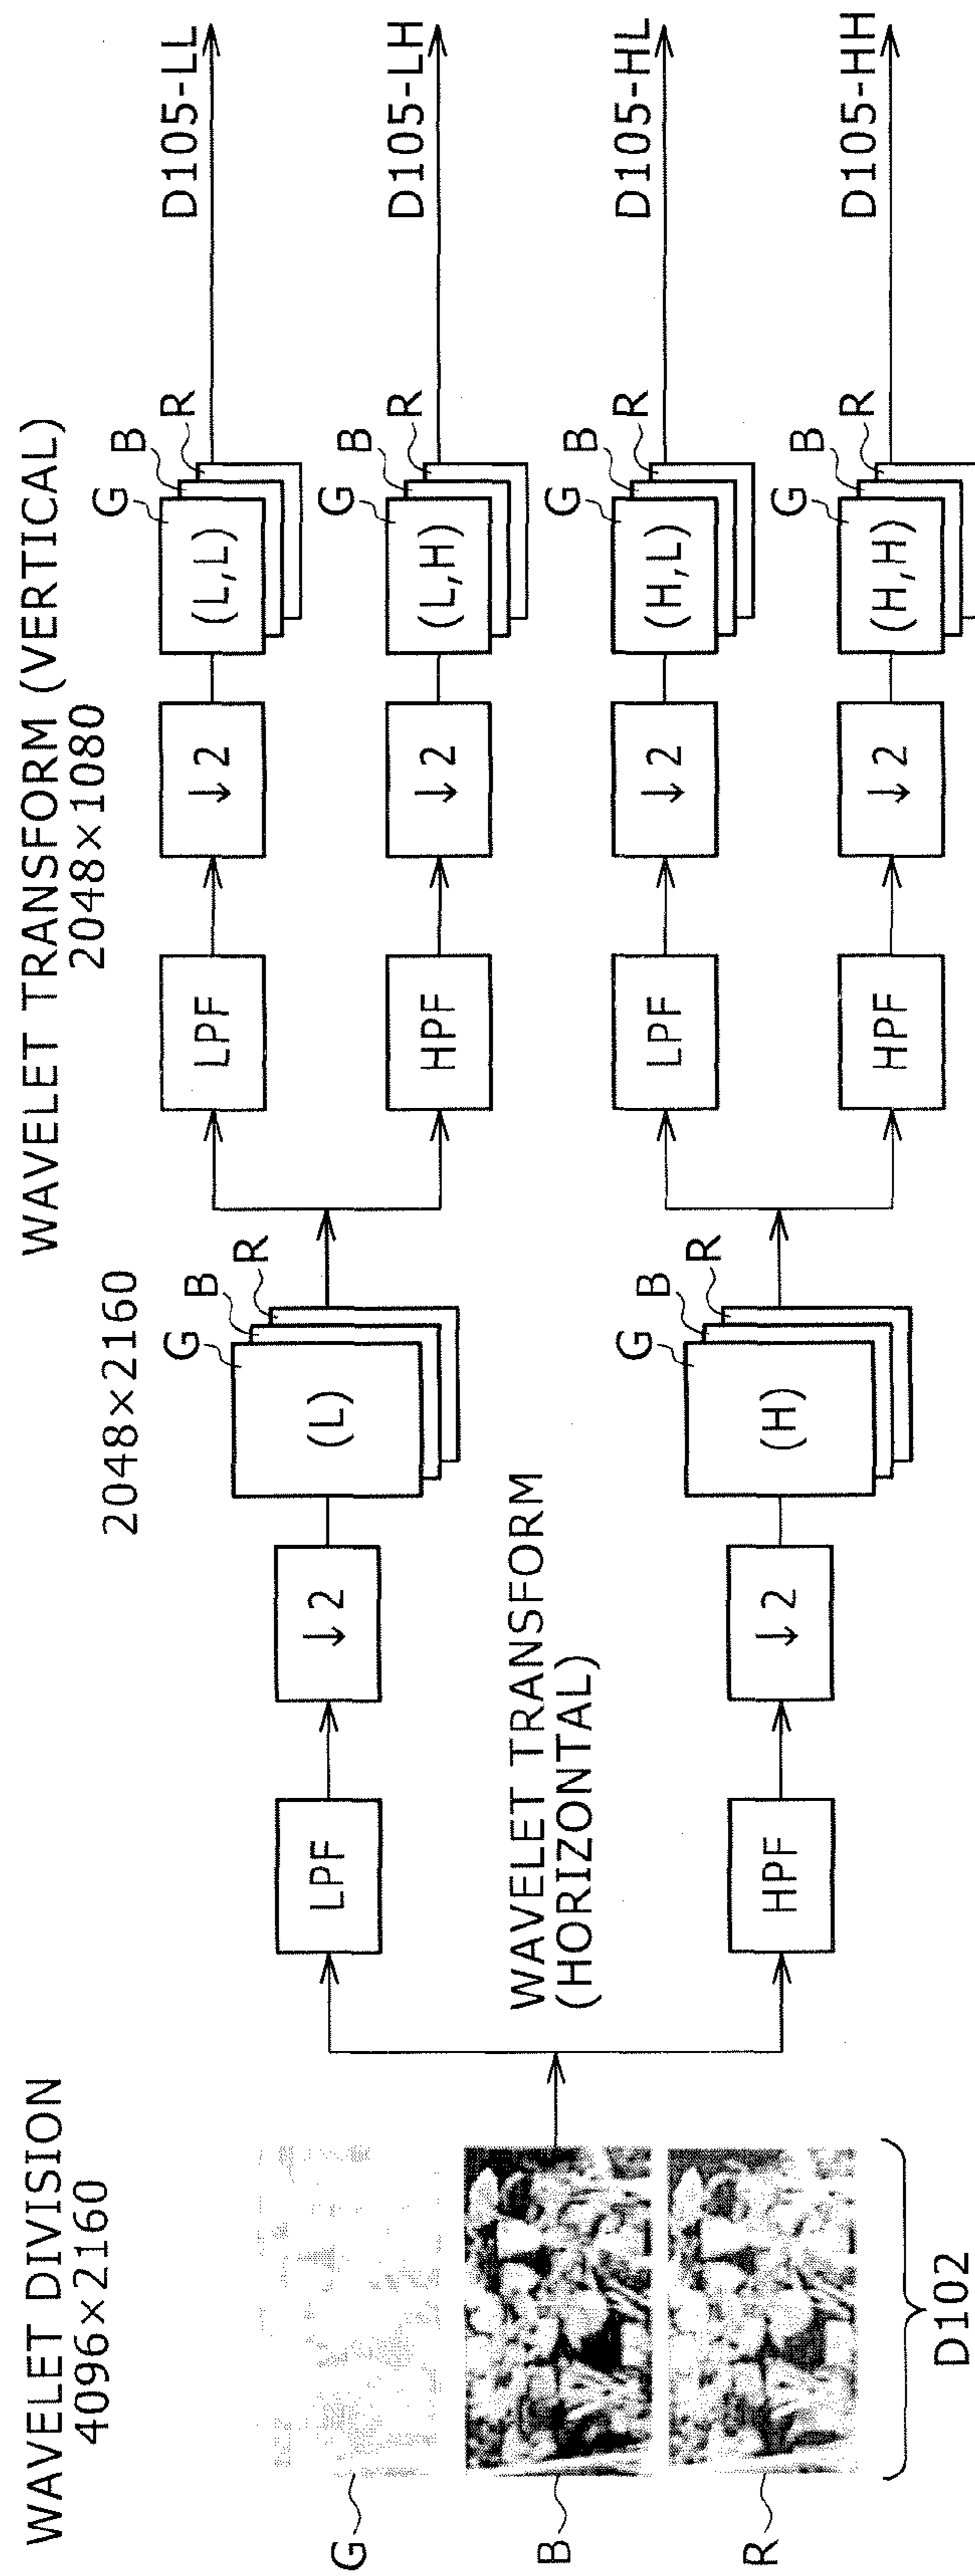 WAVELET DIVISION
4096×2160
G
B
R
D102
LPF
↓2
HPF
↓2
WAVELET TRANSFORM
(HORIZONTAL)
2048×2160
(L)
G
B
R
(H)
G
B
R
WAVELET TRANSFORM (VERTICAL)
2048×1080
LPF
↓2
(L,L)
G
B
R
D105-LL
HPF
↓2
(L,H)
G
B
R
D105-LH
LPF
↓2
(H,L)
G
B
R
D105-HL
HPF
↓2
(H,H)
G
B
R
D105-HH